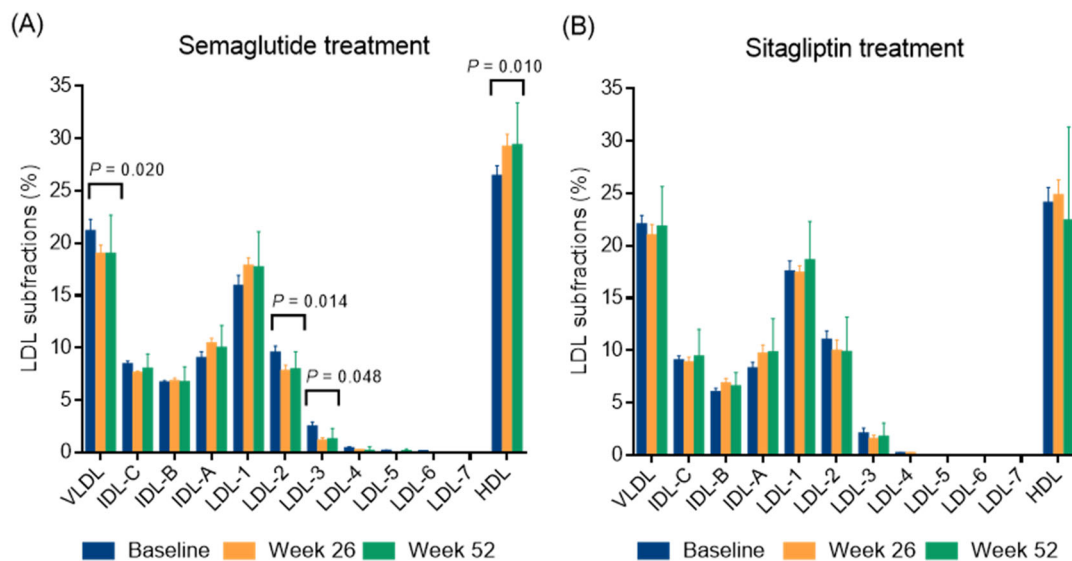 (A)
Semaglutide treatment
LDL subfractions (%)
35
30
25
20
15
10
5
0
P = 0.020
P = 0.014
P = 0.048
P = 0.010
VLDL
IDL-C
IDL-B
IDL-A
LDL-1
LDL-2
LDL-3
LDL-4
LDL-5
LDL-6
LDL-7
HDL
Baseline Week 26 Week 52
(B)
Sitagliptin treatment
LDL subfractions (%)
35
30
25
20
15
10
5
0
VLDL
IDL-C
IDL-B
IDL-A
LDL-1
LDL-2
LDL-3
LDL-4
LDL-5
LDL-6
LDL-7
HDL
Baseline Week 26 Week 52